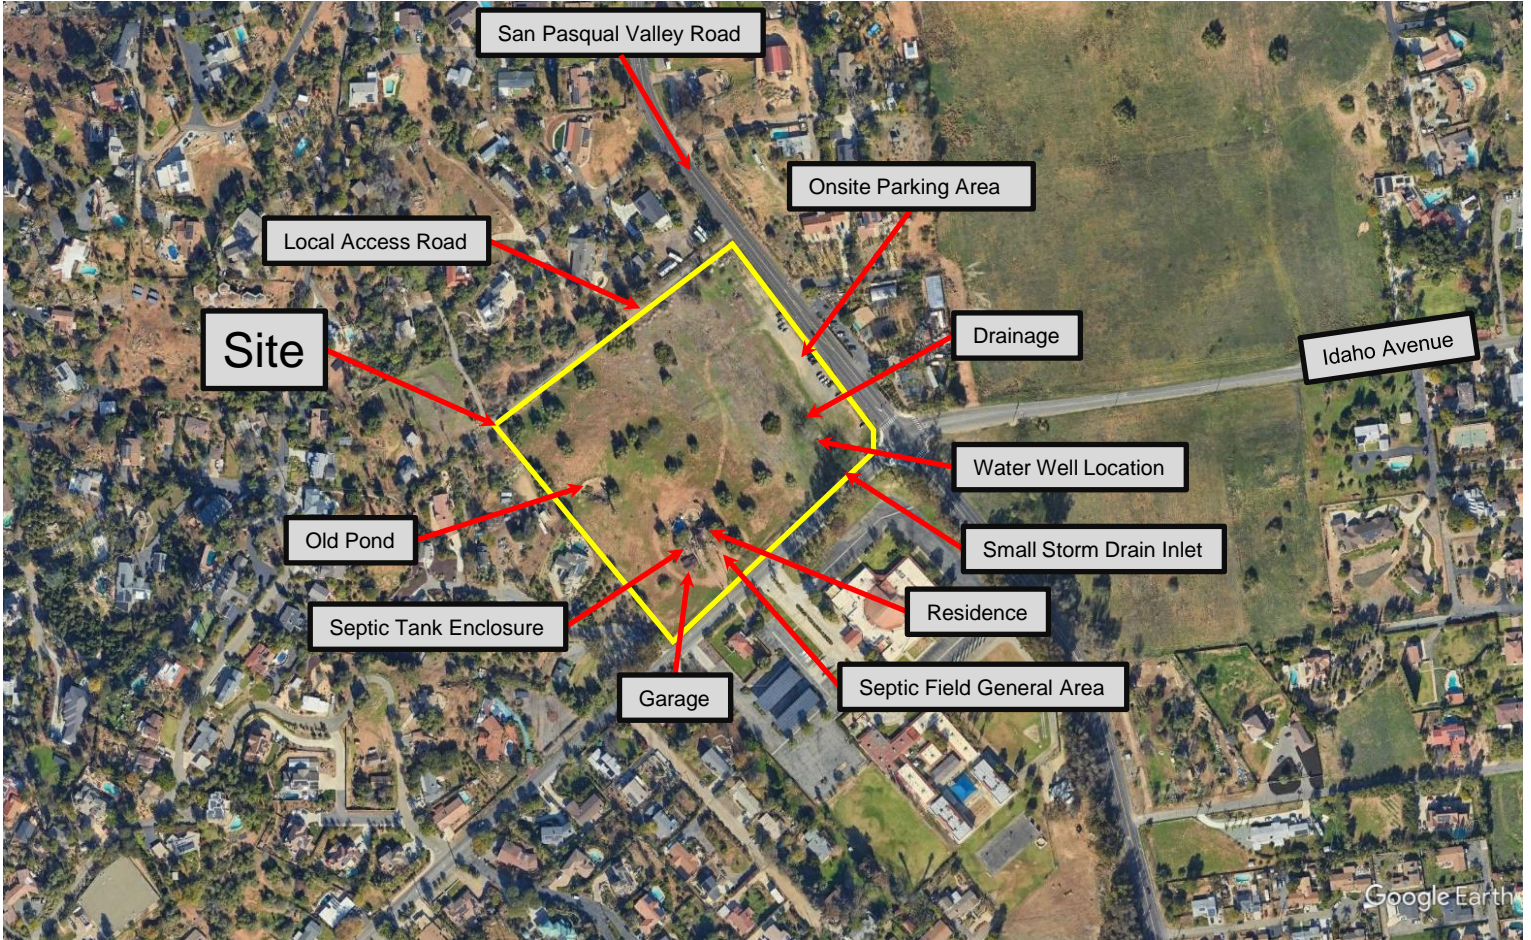 San Pasqual Valley Road
Onsite Parking Area
Local Access Road
Site
Drainage
Idaho Avenue
Water Well Location
Old Pond
Small Storm Drain Inlet
Septic Tank Enclosure
Residence
Garage
Septic Field General Area
Google Earth